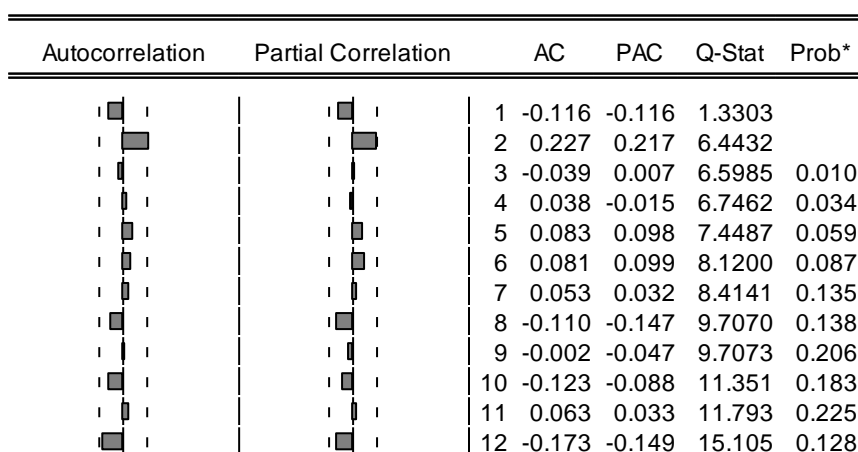 Autocorrelation Partial Correlation AC PAC Q-Stat Prob*
1 -0.116 -0.116 1.3303
2 0.227 0.217 6.4432
3 -0.039 0.007 6.5985 0.010
4 0.038 -0.015 6.7462 0.034
5 0.083 0.098 7.4487 0.059
6 0.081 0.099 8.1200 0.087
7 0.053 0.032 8.4141 0.135
8 -0.110 -0.147 9.7070 0.138
9 -0.002 -0.047 9.7073 0.206
10 -0.123 -0.088 11.351 0.183
11 0.063 0.033 11.793 0.225
12 -0.173 -0.149 15.105 0.128